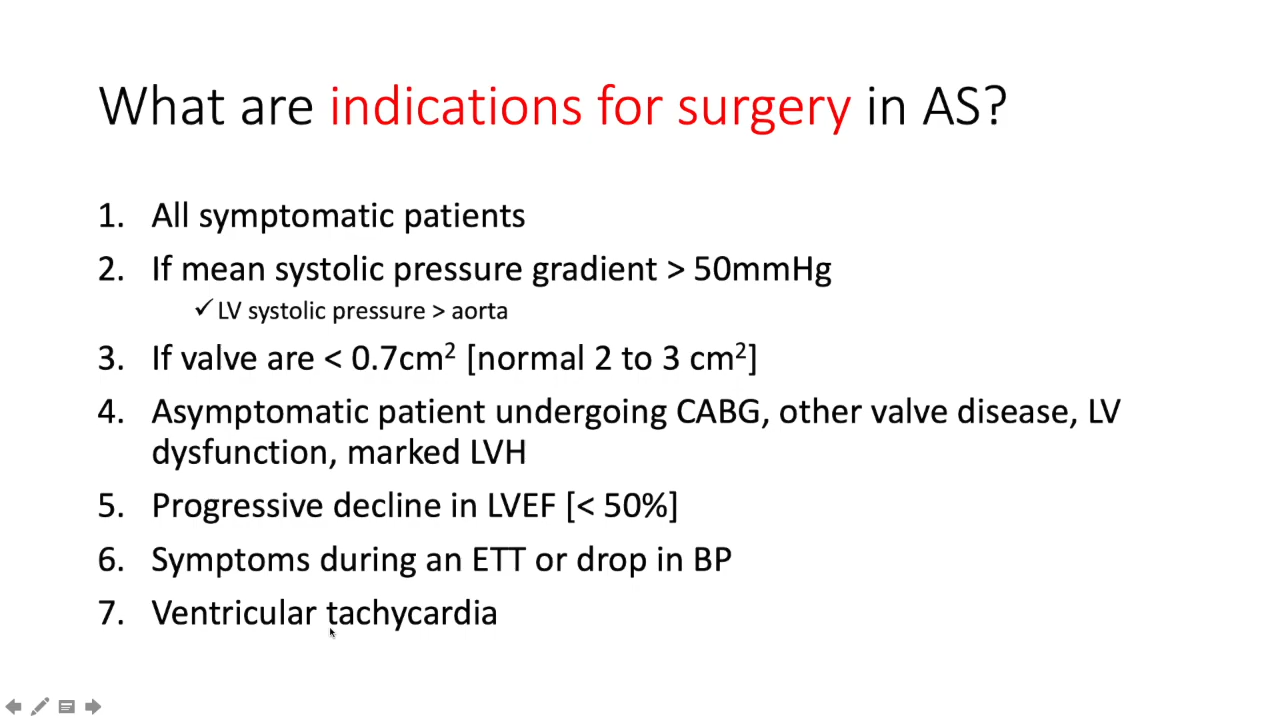 What are indications for surgery in AS?
1. All symptomatic patients
2. If mean systolic pressure gradient > 50mmHg
✓ LV systolic pressure > aorta
3. If valve are < 0.7cm² [normal 2 to 3 cm²]
4. Asymptomatic patient undergoing CABG, other valve disease, LV
dysfunction, marked LVH
5. Progressive decline in LVEF [< 50%]
6. Symptoms during an ETT or drop in BP
7. Ventricular tachycardia